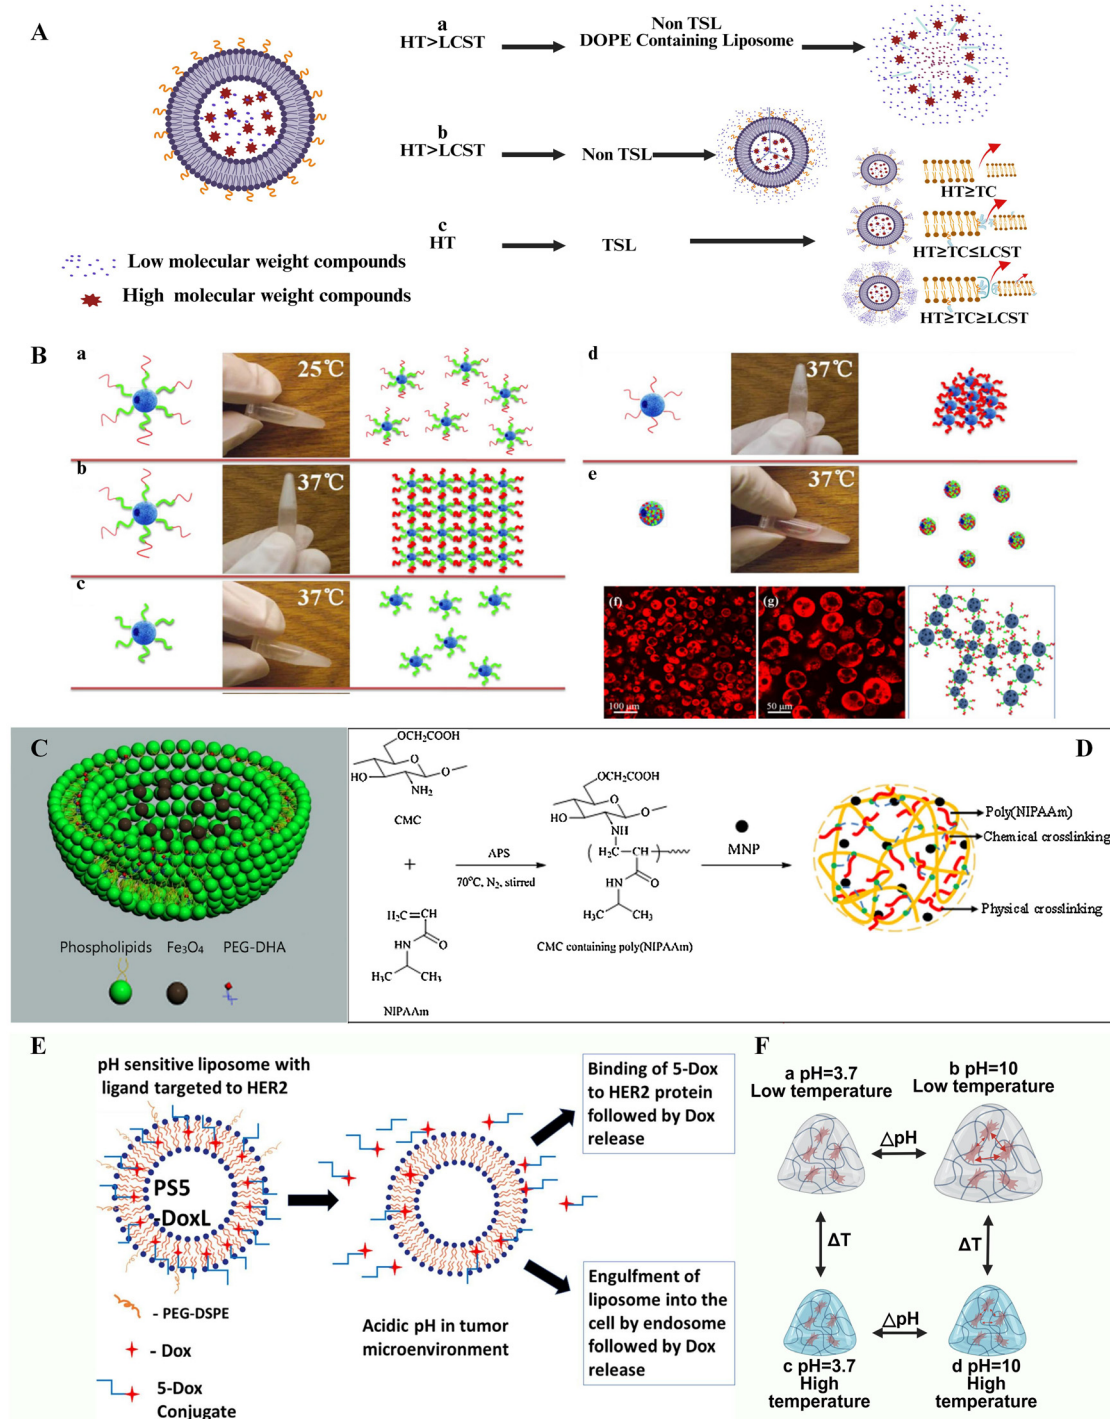 A
a
HT>LCST
Non TSL
DOPE Containing Liposome
b
HT>LCST
Non TSL
c
HT
TSL
HT≥TC
HT≥TC≤LCST
HT≥TC≥LCST
Low molecular weight compounds
High molecular weight compounds
B
a
25℃
b
37℃
c
37℃
d
37℃
e
37℃
(f)
100 μm
(g)
50 μm
C
Phospholipids Fe₃O₄ PEG-DHA
D
OCH₂COOH
O
O
HO
NH₂
CMC
+
H₂C=CH
HN
O
H₃C
CH₃
NIPAAm
APS
70°C, N₂, stirred
OCH₂COOH
O
O
HO
NH
( H₂C—CH )
HN
O
H₃C
CH₃
CMC containing poly(NIPAAm)
MNP
Poly(NIPAAm)
Chemical crosslinking
Physical crosslinking
E
pH sensitive liposome with
ligand targeted to HER2
PS5
-DoxL
- PEG-DSPE
- Dox
5-Dox
Conjugate
Acidic pH in tumor
microenvironment
Binding of 5-Dox
to HER2 protein
followed by Dox
release
Engulfment of
liposome into the
cell by endosome
followed by Dox
release
F
a pH=3.7
Low temperature
b pH=10
Low temperature
△pH
ΔT
ΔT
△pH
c pH=3.7
High
temperature
d pH=10
High
temperature